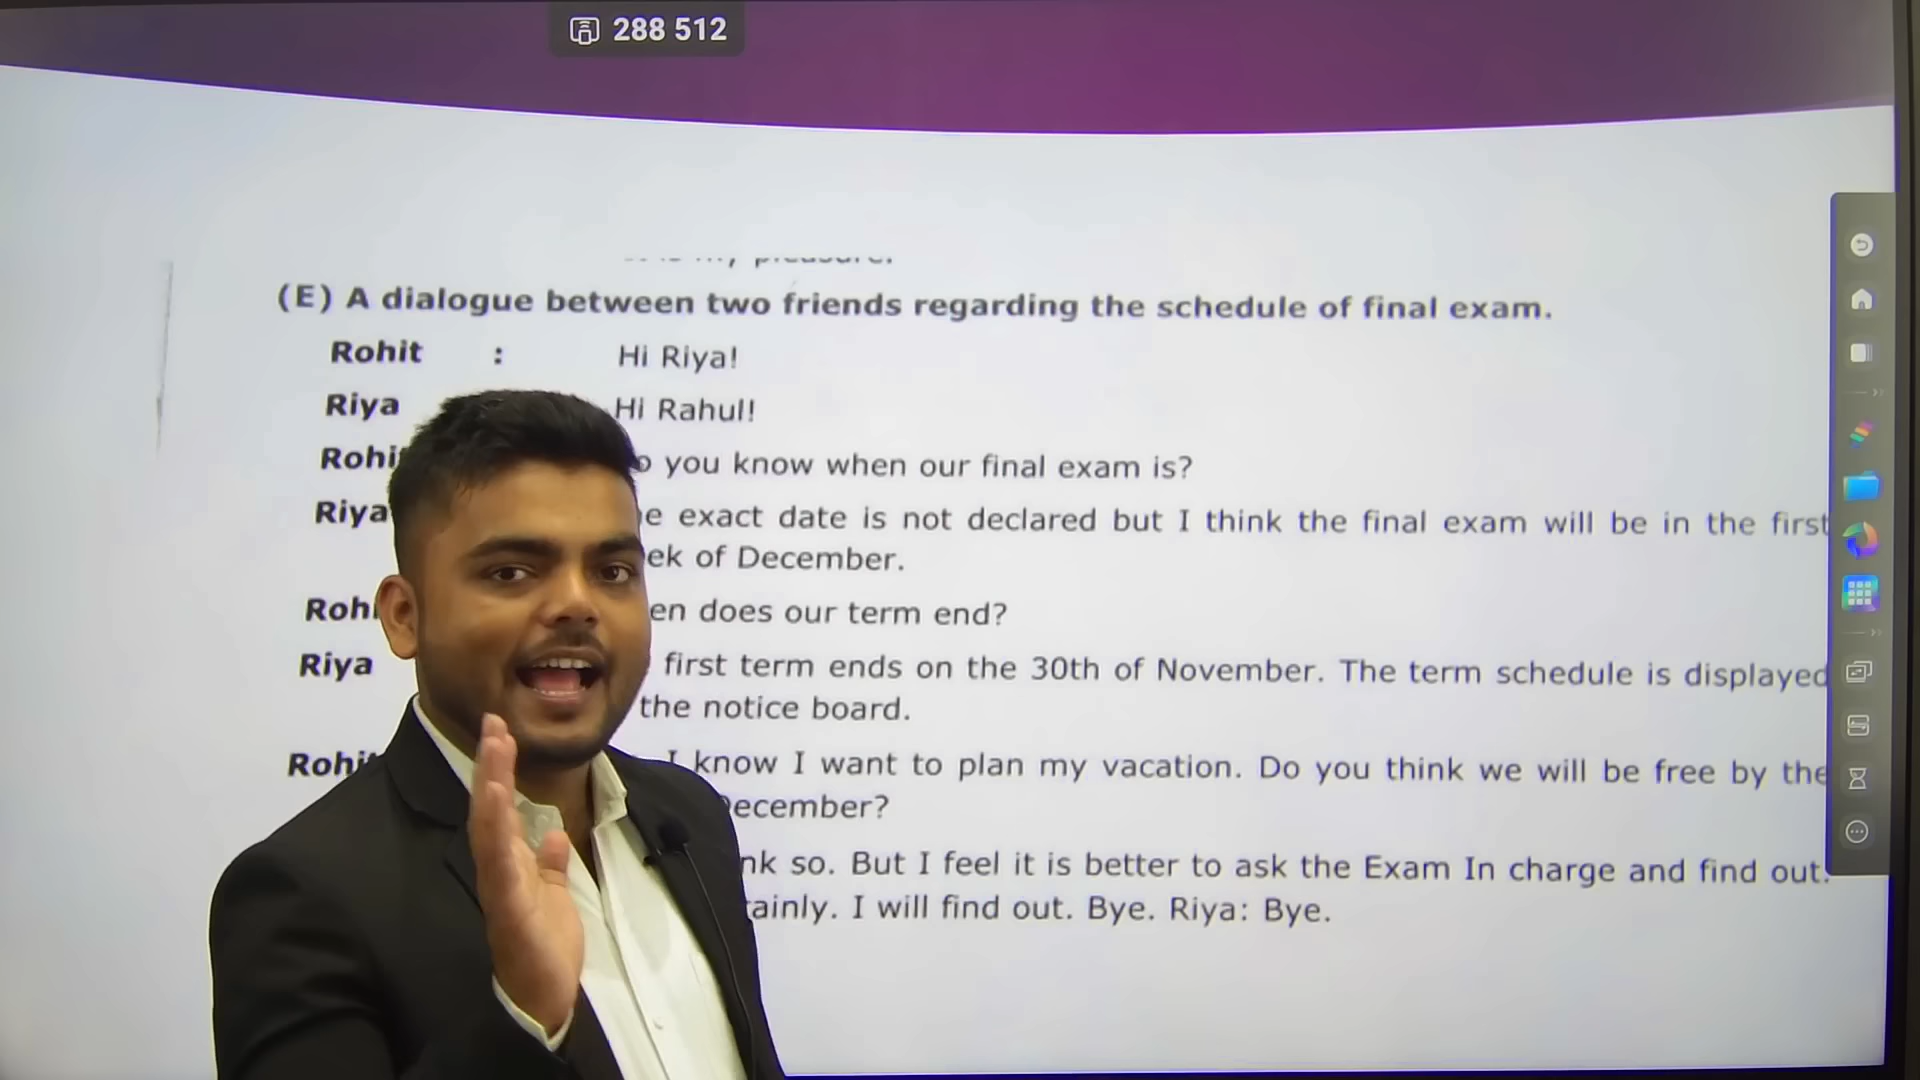 288 512
(E) A dialogue between two friends regarding the schedule of final exam.
Rohit : Hi Riya!
Riya Hi Rahul!
you know when our final exam is?
Riya exact date is not declared but I think the final exam will be in the first
of December.
does our term end?
Riya first term ends on the 30th of November. The term schedule is displayed
the notice board.
I know I want to plan my vacation. Do you think we will be free by the
December?
so. But I feel it is better to ask the Exam In charge and find out.
I will find out. Bye. Riya: Bye.